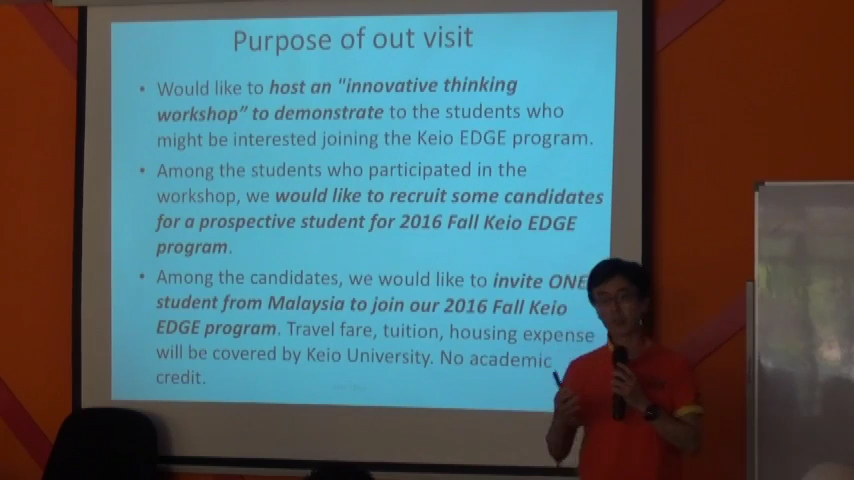 Purpose of out visit
• Would like to host an "innovative thinking
workshop” to demonstrate to the students who
might be interested joining the Keio EDGE program.
• Among the students who participated in the
workshop, we would like to recruit some candidates
for a prospective student for 2016 Fall Keio EDGE
program.
• Among the candidates, we would like to invite ONE
student from Malaysia to join our 2016 Fall Keio
EDGE program. Travel fare, tuition, housing expense
will be covered by Keio University. No academic
credit.